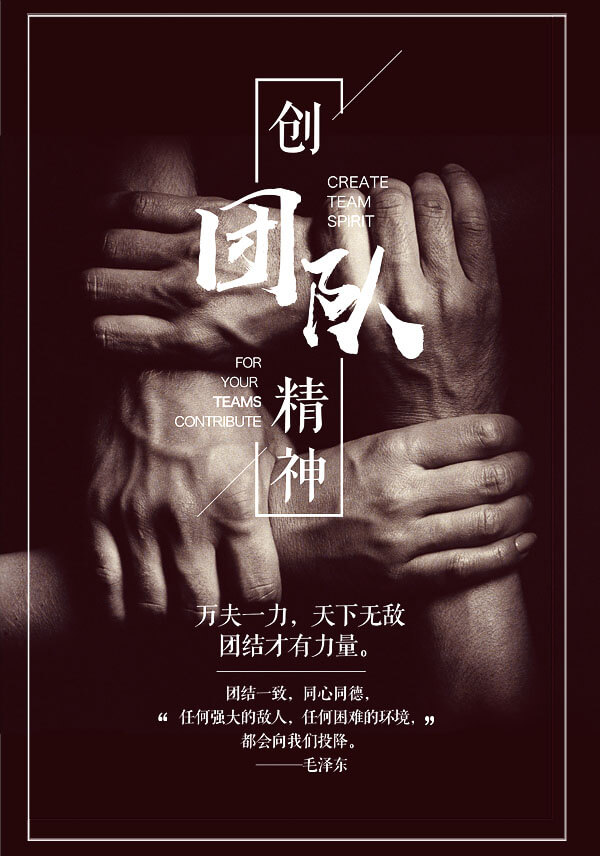 创
团队
CREATE
TEAM
SPIRIT
FOR
YOUR
TEAMS
CONTRIBUTE
精
神
万夫一力，天下无敌
团结才有力量。
团结一致，同心同德，
“ 任何强大的敌人，任何困难的环境，”
都会向我们投降。
———毛泽东